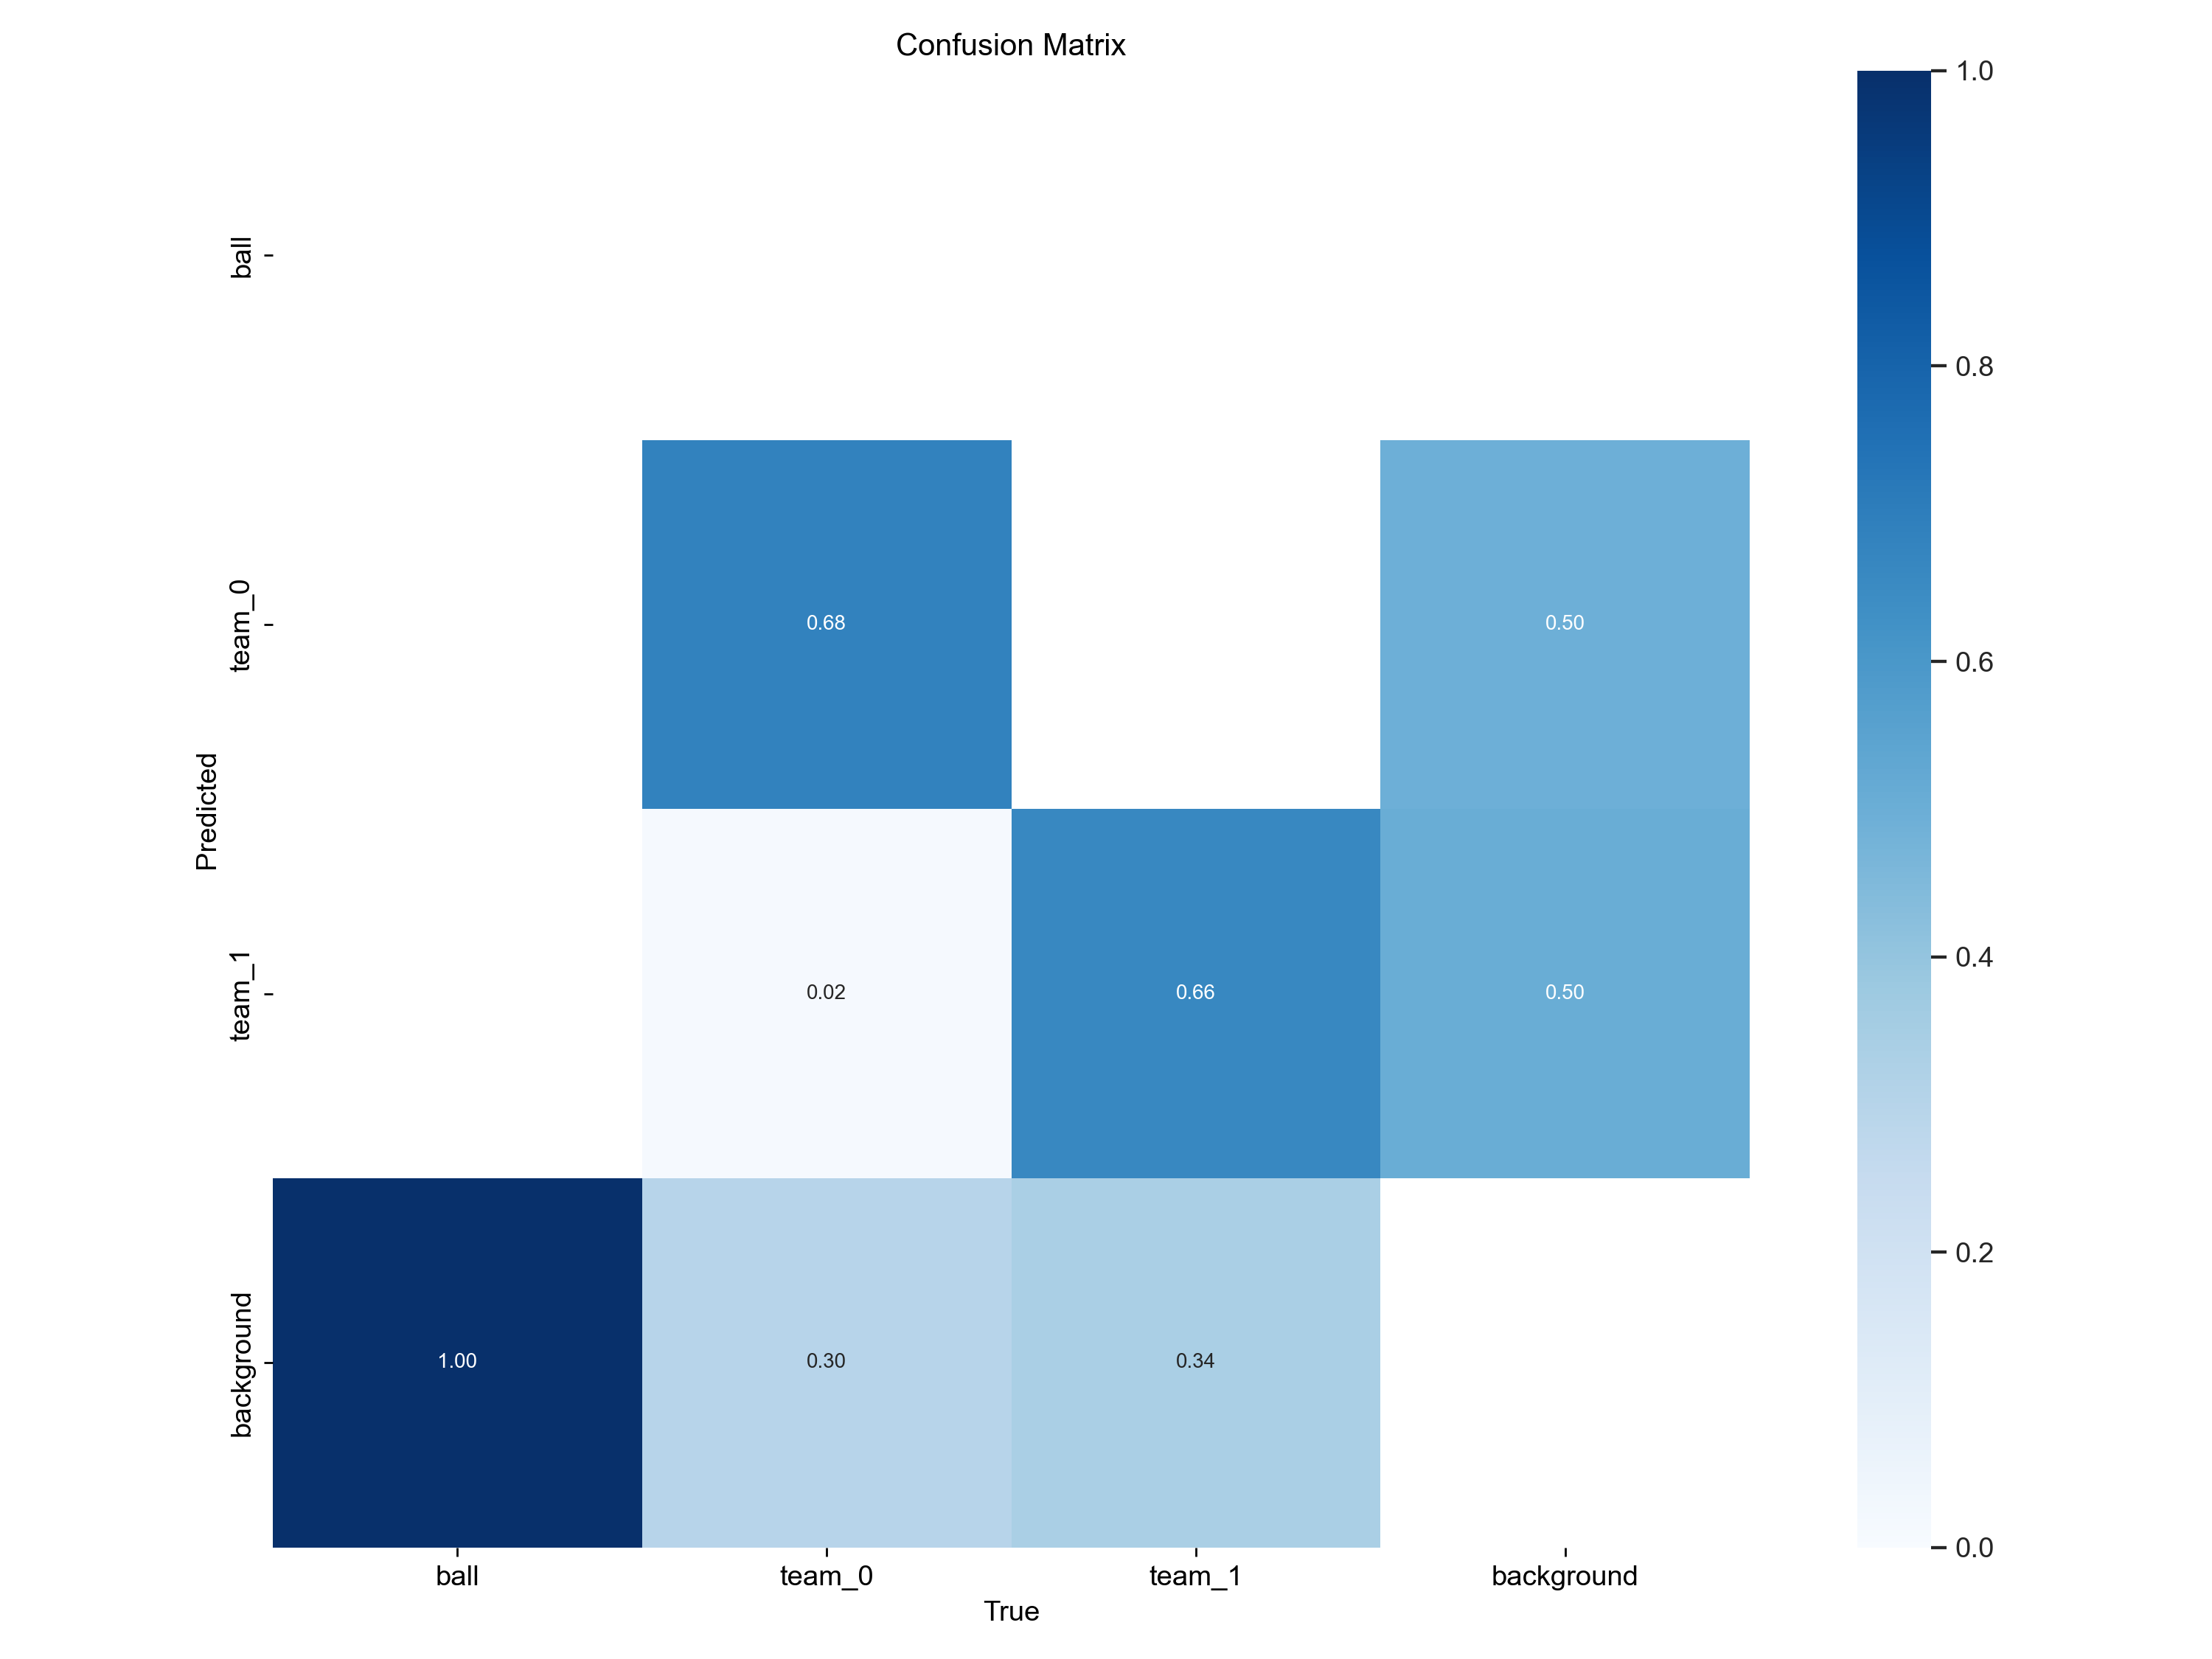 Confusion Matrix
1.0
0.8
0.6
0.4
0.2
0.0
Predicted
ball
team_0
0.68
0.50
team_1
0.02
0.66
0.50
background
1.00
0.30
0.34
ball
team_0
team_1
background
True